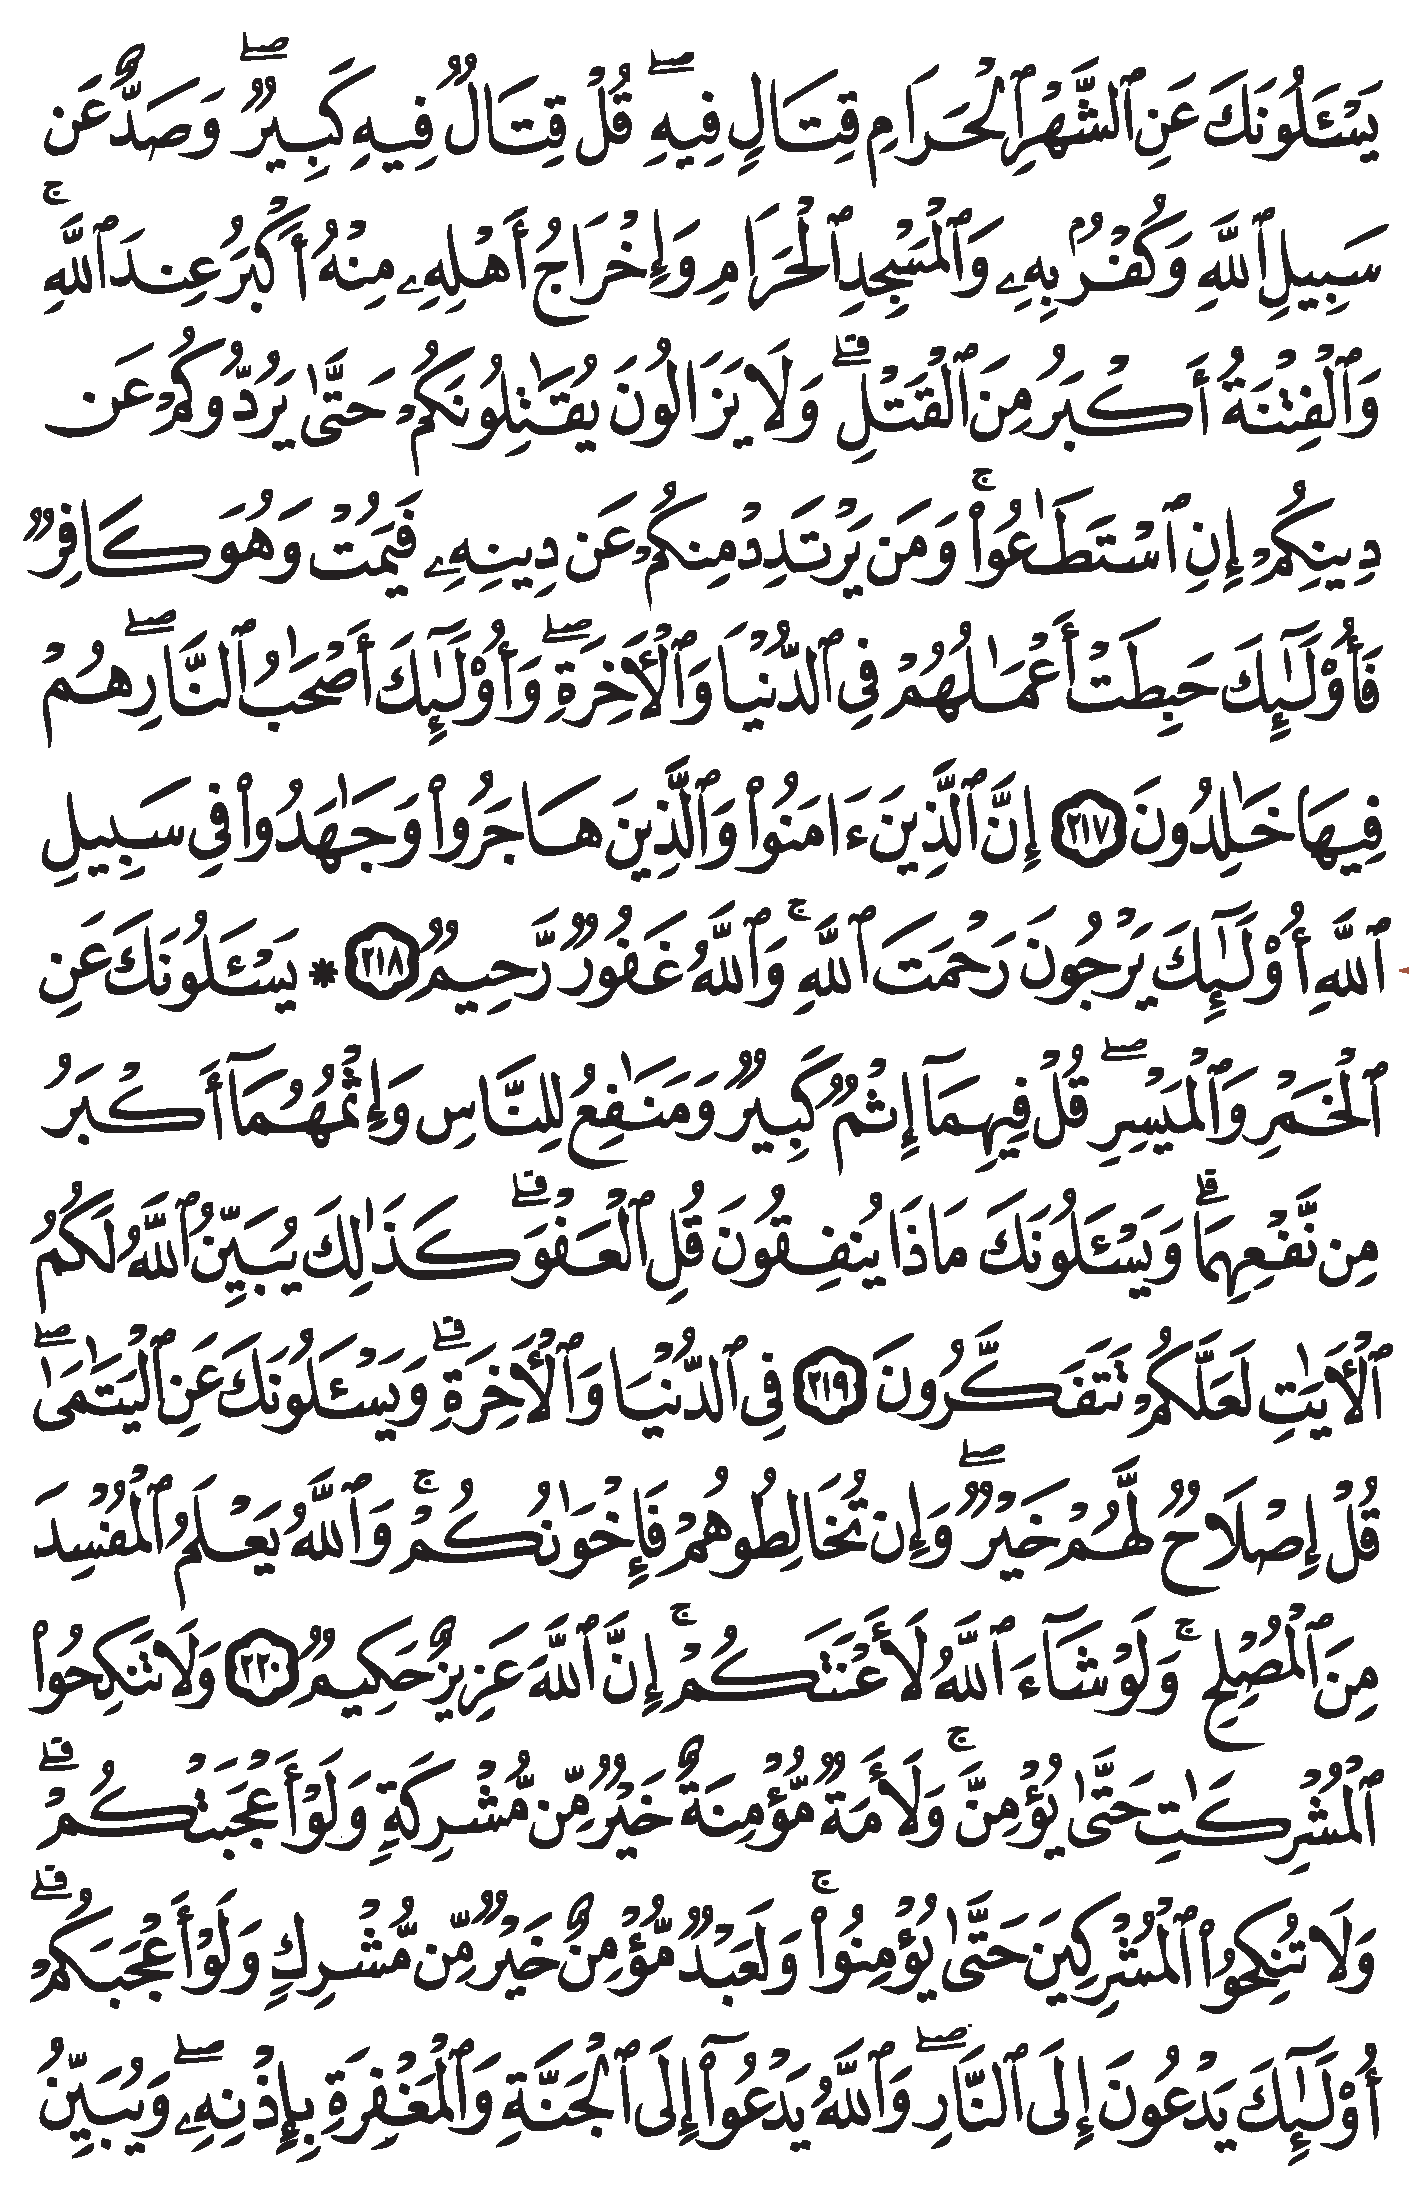 يَسْـَٔلُونَكَ عَنِ ٱلشَّهْرِ ٱلْحَرَامِ قِتَالٍ فِيهِ ۖ قُلْ قِتَالٌ فِيهِ كَبِيرٌ ۖ وَصَدٌّ عَن
سَبِيلِ ٱللَّهِ وَكُفْرٌۢ بِهِۦ وَٱلْمَسْجِدِ ٱلْحَرَامِ وَإِخْرَاجُ أَهْلِهِۦ مِنْهُ أَكْبَرُ عِندَ ٱللَّهِ ۚ
وَٱلْفِتْنَةُ أَكْبَرُ مِنَ ٱلْقَتْلِ ۗ وَلَا يَزَالُونَ يُقَـٰتِلُونَكُمْ حَتَّىٰ يَرُدُّوكُمْ عَن
دِينِكُمْ إِنِ ٱسْتَطَـٰعُوا۟ ۚ وَمَن يَرْتَدِدْ مِنكُمْ عَن دِينِهِۦ فَيَمُتْ وَهُوَ كَافِرٌ
فَأُو۟لَـٰٓئِكَ حَبِطَتْ أَعْمَـٰلُهُمْ فِى ٱلدُّنْيَا وَٱلْـَٔاخِرَةِ ۖ وَأُو۟لَـٰٓئِكَ أَصْحَـٰبُ ٱلنَّارِ ۖ هُمْ
فِيهَا خَـٰلِدُونَ ٢١٧ إِنَّ ٱلَّذِينَ ءَامَنُوا۟ وَٱلَّذِينَ هَاجَرُوا۟ وَجَـٰهَدُوا۟ فِى سَبِيلِ
ٱللَّهِ أُو۟لَـٰٓئِكَ يَرْجُونَ رَحْمَتَ ٱللَّهِ ۚ وَٱللَّهُ غَفُورٌ رَّحِيمٌ ٢١٨ * يَسْـَٔلُونَكَ عَنِ
ٱلْخَمْرِ وَٱلْمَيْسِرِ ۖ قُلْ فِيهِمَآ إِثْمٌ كَبِيرٌ وَمَنَـٰفِعُ لِلنَّاسِ وَإِثْمُهُمَآ أَكْبَرُ
مِن نَّفْعِهِمَا ۗ وَيَسْـَٔلُونَكَ مَاذَا يُنفِقُونَ قُلِ ٱلْعَفْوَ ۗ كَذَٰلِكَ يُبَيِّنُ ٱللَّهُ لَكُمُ
ٱلْـَٔايَـٰتِ لَعَلَّكُمْ تَتَفَكَّرُونَ ٢١٩ فِى ٱلدُّنْيَا وَٱلْـَٔاخِرَةِ ۗ وَيَسْـَٔلُونَكَ عَنِ ٱلْيَتَـٰمَىٰ ۖ
قُلْ إِصْلَاحٌ لَّهُمْ خَيْرٌ ۖ وَإِن تُخَالِطُوهُمْ فَإِخْوَٰنُكُمْ ۚ وَٱللَّهُ يَعْلَمُ ٱلْمُفْسِدَ
مِنَ ٱلْمُصْلِحِ ۚ وَلَوْ شَآءَ ٱللَّهُ لَأَعْنَتَكُمْ ۚ إِنَّ ٱللَّهَ عَزِيزٌ حَكِيمٌ ٢٢٠ وَلَا تَنكِحُوا۟
ٱلْمُشْرِكَـٰتِ حَتَّىٰ يُؤْمِنَّ ۚ وَلَأَمَةٌ مُّؤْمِنَةٌ خَيْرٌ مِّن مُّشْرِكَةٍ وَلَوْ أَعْجَبَتْكُمْ ۗ
وَلَا تُنكِحُوا۟ ٱلْمُشْرِكِينَ حَتَّىٰ يُؤْمِنُوا۟ ۚ وَلَعَبْدٌ مُّؤْمِنٌ خَيْرٌ مِّن مُّشْرِكٍ وَلَوْ أَعْجَبَكُمْ ۗ
أُو۟لَـٰٓئِكَ يَدْعُونَ إِلَى ٱلنَّارِ ۖ وَٱللَّهُ يَدْعُوٓا۟ إِلَى ٱلْجَنَّةِ وَٱلْمَغْفِرَةِ بِإِذْنِهِۦ ۖ وَيُبَيِّنُ